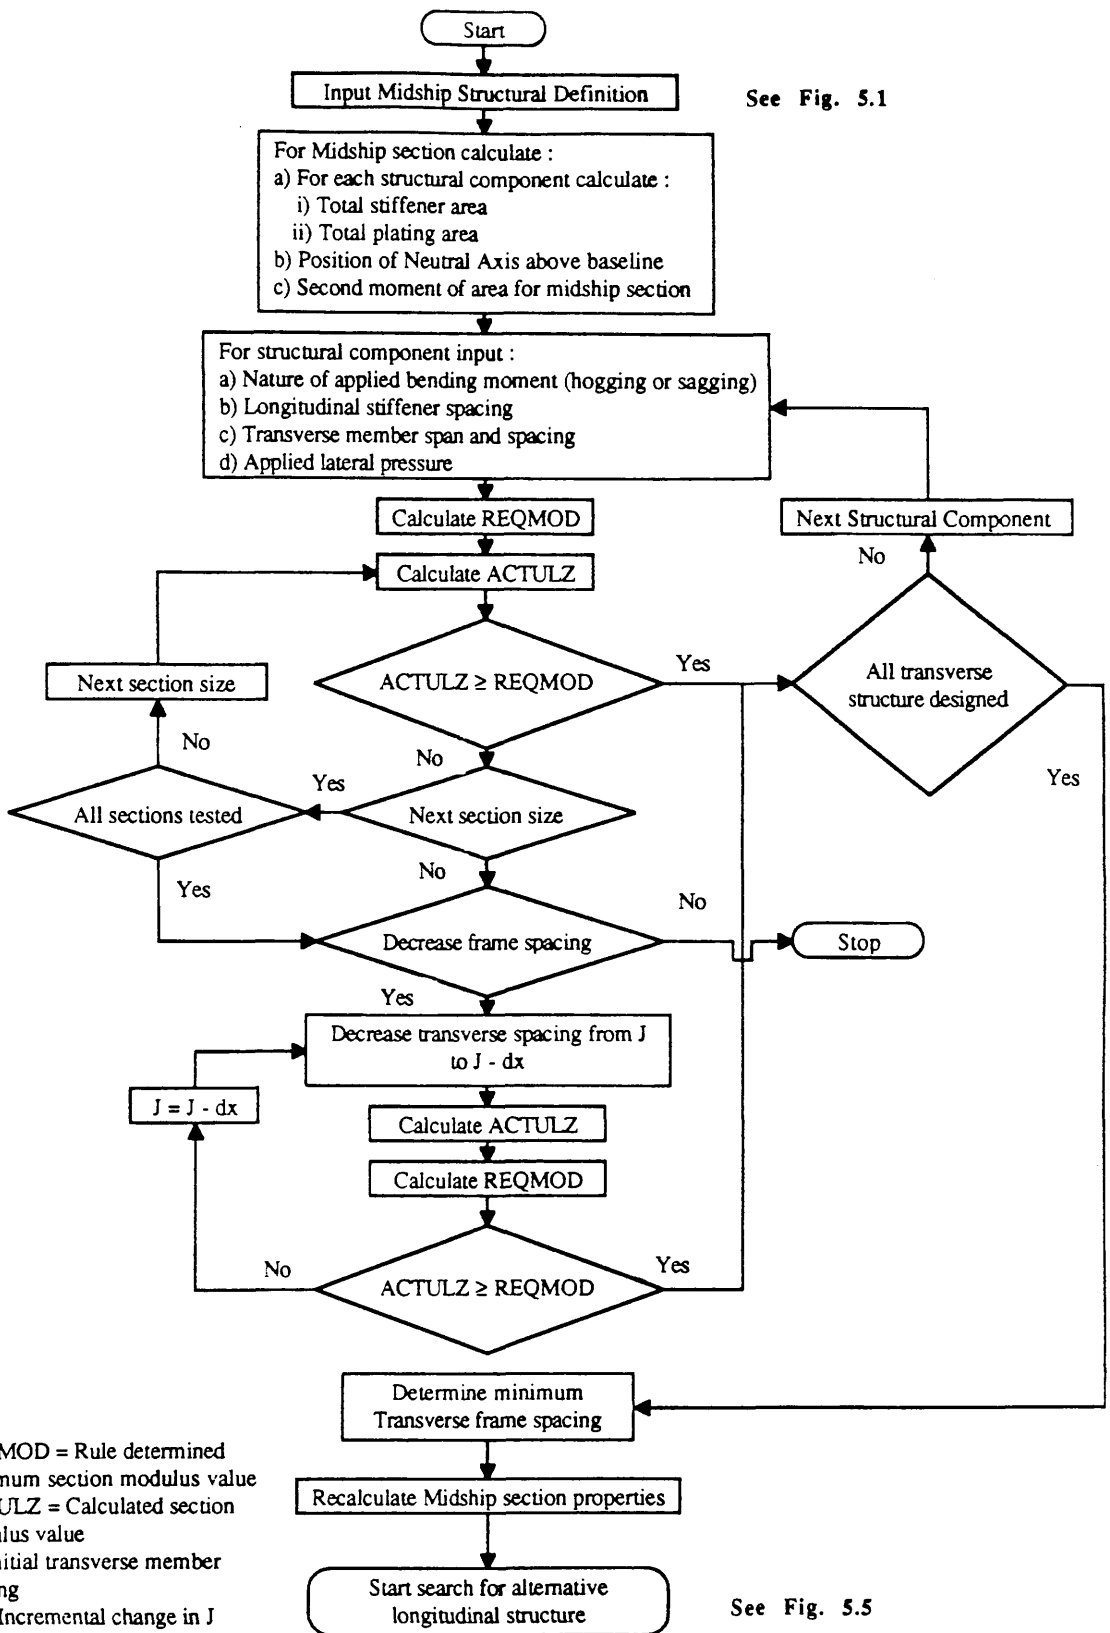 Start
Input Midship Structural Definition
See Fig. 5.1
For Midship section calculate :
a) For each structural component calculate :
i) Total stiffener area
ii) Total plating area
b) Position of Neutral Axis above baseline
c) Second moment of area for midship section
For structural component input :
a) Nature of applied bending moment (hogging or sagging)
b) Longitudinal stiffener spacing
c) Transverse member span and spacing
d) Applied lateral pressure
Calculate REQMOD
Next Structural Component
No
Calculate ACTULZ
Next section size
ACTULZ ≥ REQMOD
Yes
All transverse
structure designed
No
No
Yes
Yes
All sections tested
Next section size
Yes
No
No
Decrease frame spacing
Stop
Yes
Decrease transverse spacing from J
to J - dx
J = J - dx
Calculate ACTULZ
Calculate REQMOD
No
ACTULZ ≥ REQMOD
Yes
Determine minimum
Transverse frame spacing
MOD = Rule determined
num section modulus value
ULZ = Calculated section
lus value
nitial transverse member
ng
Incremental change in J
Recalculate Midship section properties
Start search for alternative
longitudinal structure
See Fig. 5.5